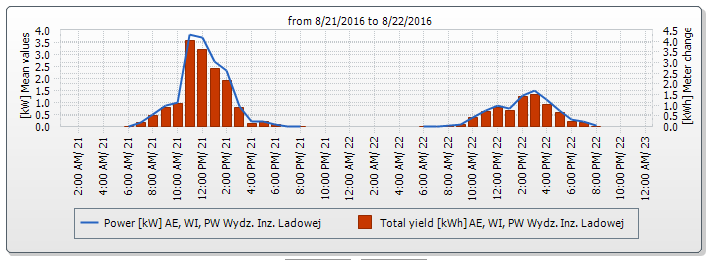 from 8/21/2016 to 8/22/2016
[kW] Mean values
4.0
3.5
3.0
2.5
2.0
1.5
1.0
0.5
0.0
4.5
4.0
3.5
3.0
2.5
2.0
1.5
1.0
0.5
0.0
[kWh] Meter change
2:00 AM/ 21
4:00 AM/ 21
6:00 AM/ 21
8:00 AM/ 21
10:00 AM/ 21
12:00 PM/ 21
2:00 PM/ 21
4:00 PM/ 21
6:00 PM/ 21
8:00 PM/ 21
10:00 PM/ 21
12:00 AM/ 22
2:00 AM/ 22
4:00 AM/ 22
6:00 AM/ 22
8:00 AM/ 22
10:00 AM/ 22
12:00 PM/ 22
2:00 PM/ 22
4:00 PM/ 22
6:00 PM/ 22
8:00 PM/ 22
10:00 PM/ 22
12:00 AM/ 23
Power [kW] AE, WI, PW Wydz. Inz. Ladowej
Total yield [kWh] AE, WI, PW Wydz. Inz. Ladowej